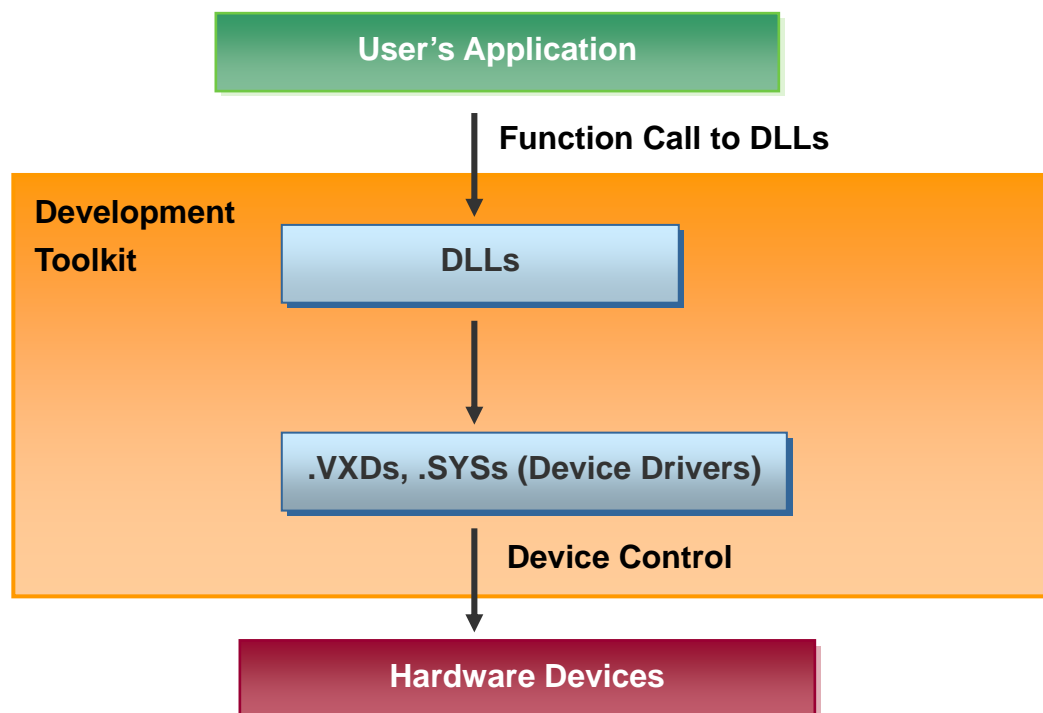 User’s Application
Function Call to DLLs
Development
Toolkit
DLLs
.VXDs, .SYSs (Device Drivers)
Device Control
Hardware Devices